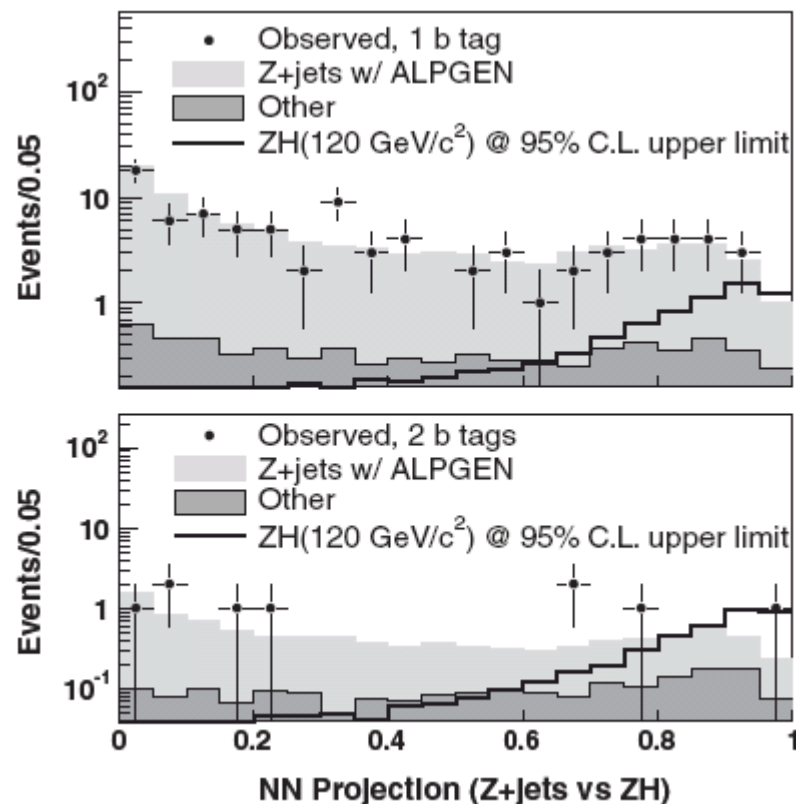 Observed, 1 b tag
Z+jets w/ ALPGEN
Other
ZH(120 GeV/c²) @ 95% C.L. upper limit
10²
10
1
Events/0.05
Observed, 2 b tags
Z+jets w/ ALPGEN
Other
ZH(120 GeV/c²) @ 95% C.L. upper limit
10²
10
1
10⁻¹
Events/0.05
0 0.2 0.4 0.6 0.8 1
NN Projection (Z+jets vs ZH)